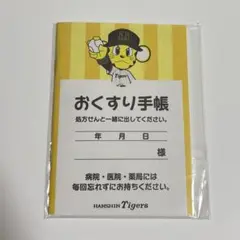 おくすり手帳
処方せんと一緒に出してください。
年 月 日
様
病院・医院・薬局には
毎回忘れずにお持ちください。
HANSHIN Tigers